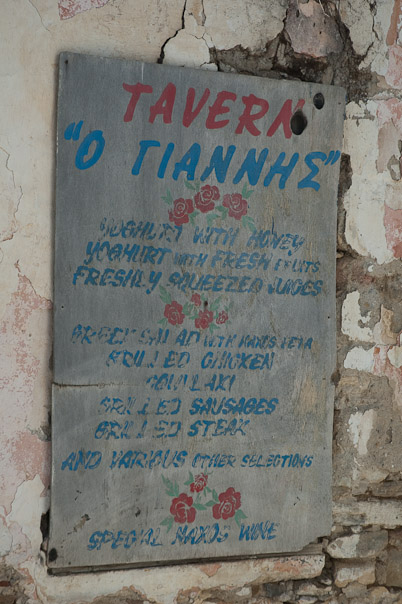 TAVERN
"Ο ΓΙΑΝΝΗΣ"
YOGHURT WITH HONEY
YOGHURT WITH FRESH FRUITS
FRESHLY SQUEEZED JUICES
GREEK SALAD WITH NAXOS FETA
GRILLED CHICKEN
SOUVLAKI
GRILLED SAUSAGES
GRILLED STEAK
AND VARIOUS OTHER SELECTIONS
SPECIAL NAXOS WINE